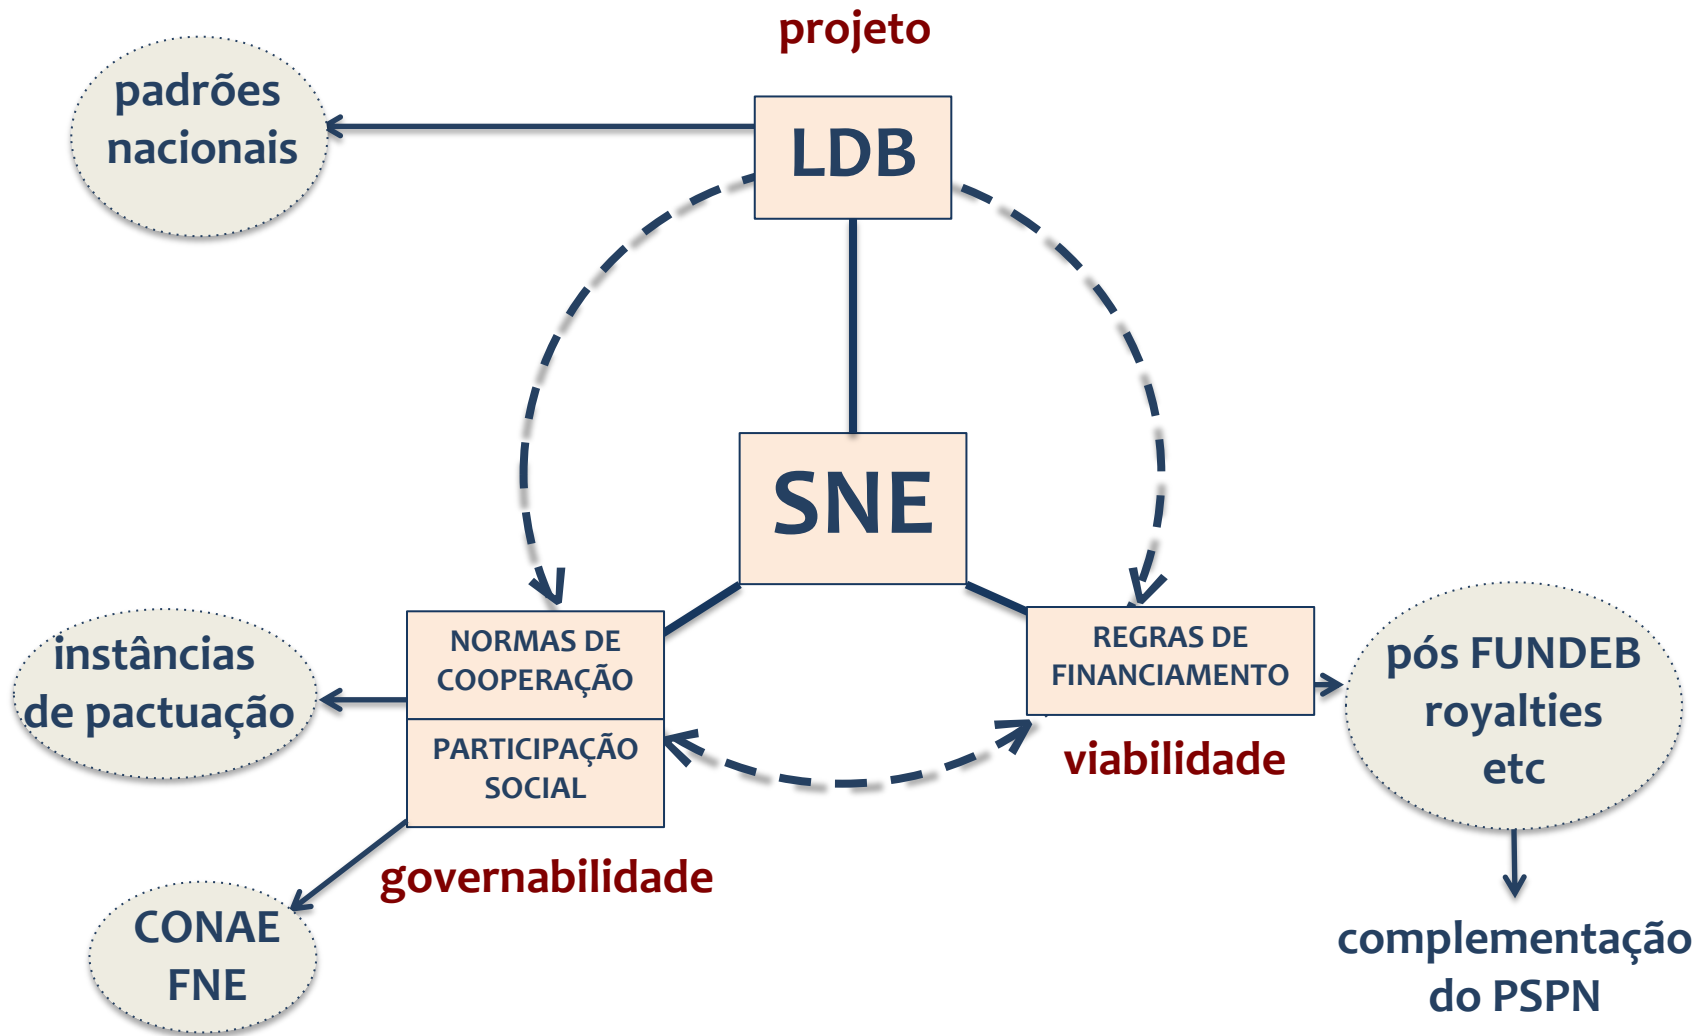 projeto
padrões
nacionais
LDB
SNE
NORMAS DE
COOPERAÇÃO
PARTICIPAÇÃO
SOCIAL
REGRAS DE
FINANCIAMENTO
instâncias
de pactuação
pós FUNDEB
royalties
etc
viabilidade
governabilidade
CONAE
FNE
complementação
do PSPN